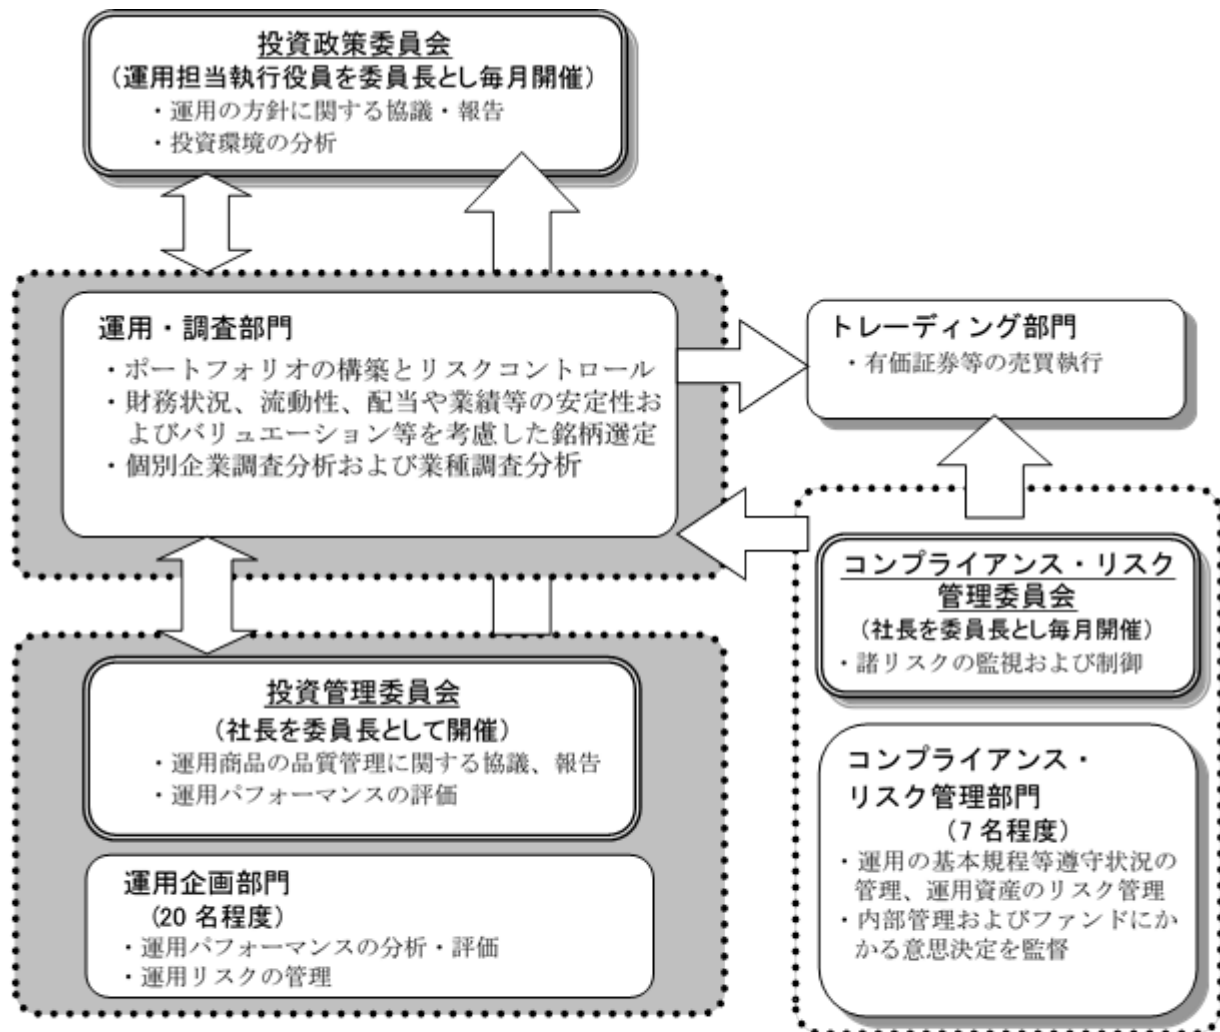 投資政策委員会
（運用担当執行役員を委員長とし毎月開催）
・運用の方針に関する協議・報告
・投資環境の分析
運用・調査部門
・ポートフォリオの構築とリスクコントロール
・財務状況、流動性、配当や業績等の安定性お
よびバリュエーション等を考慮した銘柄選定
・個別企業調査分析および業種調査分析
トレーディング部門
・有価証券等の売買執行
投資管理委員会
（社長を委員長として開催）
・運用商品の品質管理に関する協議、報告
・運用パフォーマンスの評価
運用企画部門
（20 名程度）
・運用パフォーマンスの分析・評価
・運用リスクの管理
コンプライアンス・リスク
管理委員会
（社長を委員長とし毎月開催）
・諸リスクの監視および制御
コンプライアンス・
リスク管理部門
（7 名程度）
・運用の基本規程等遵守状況の
管理、運用資産のリスク管理
・内部管理およびファンドにか
かる意思決定を監督